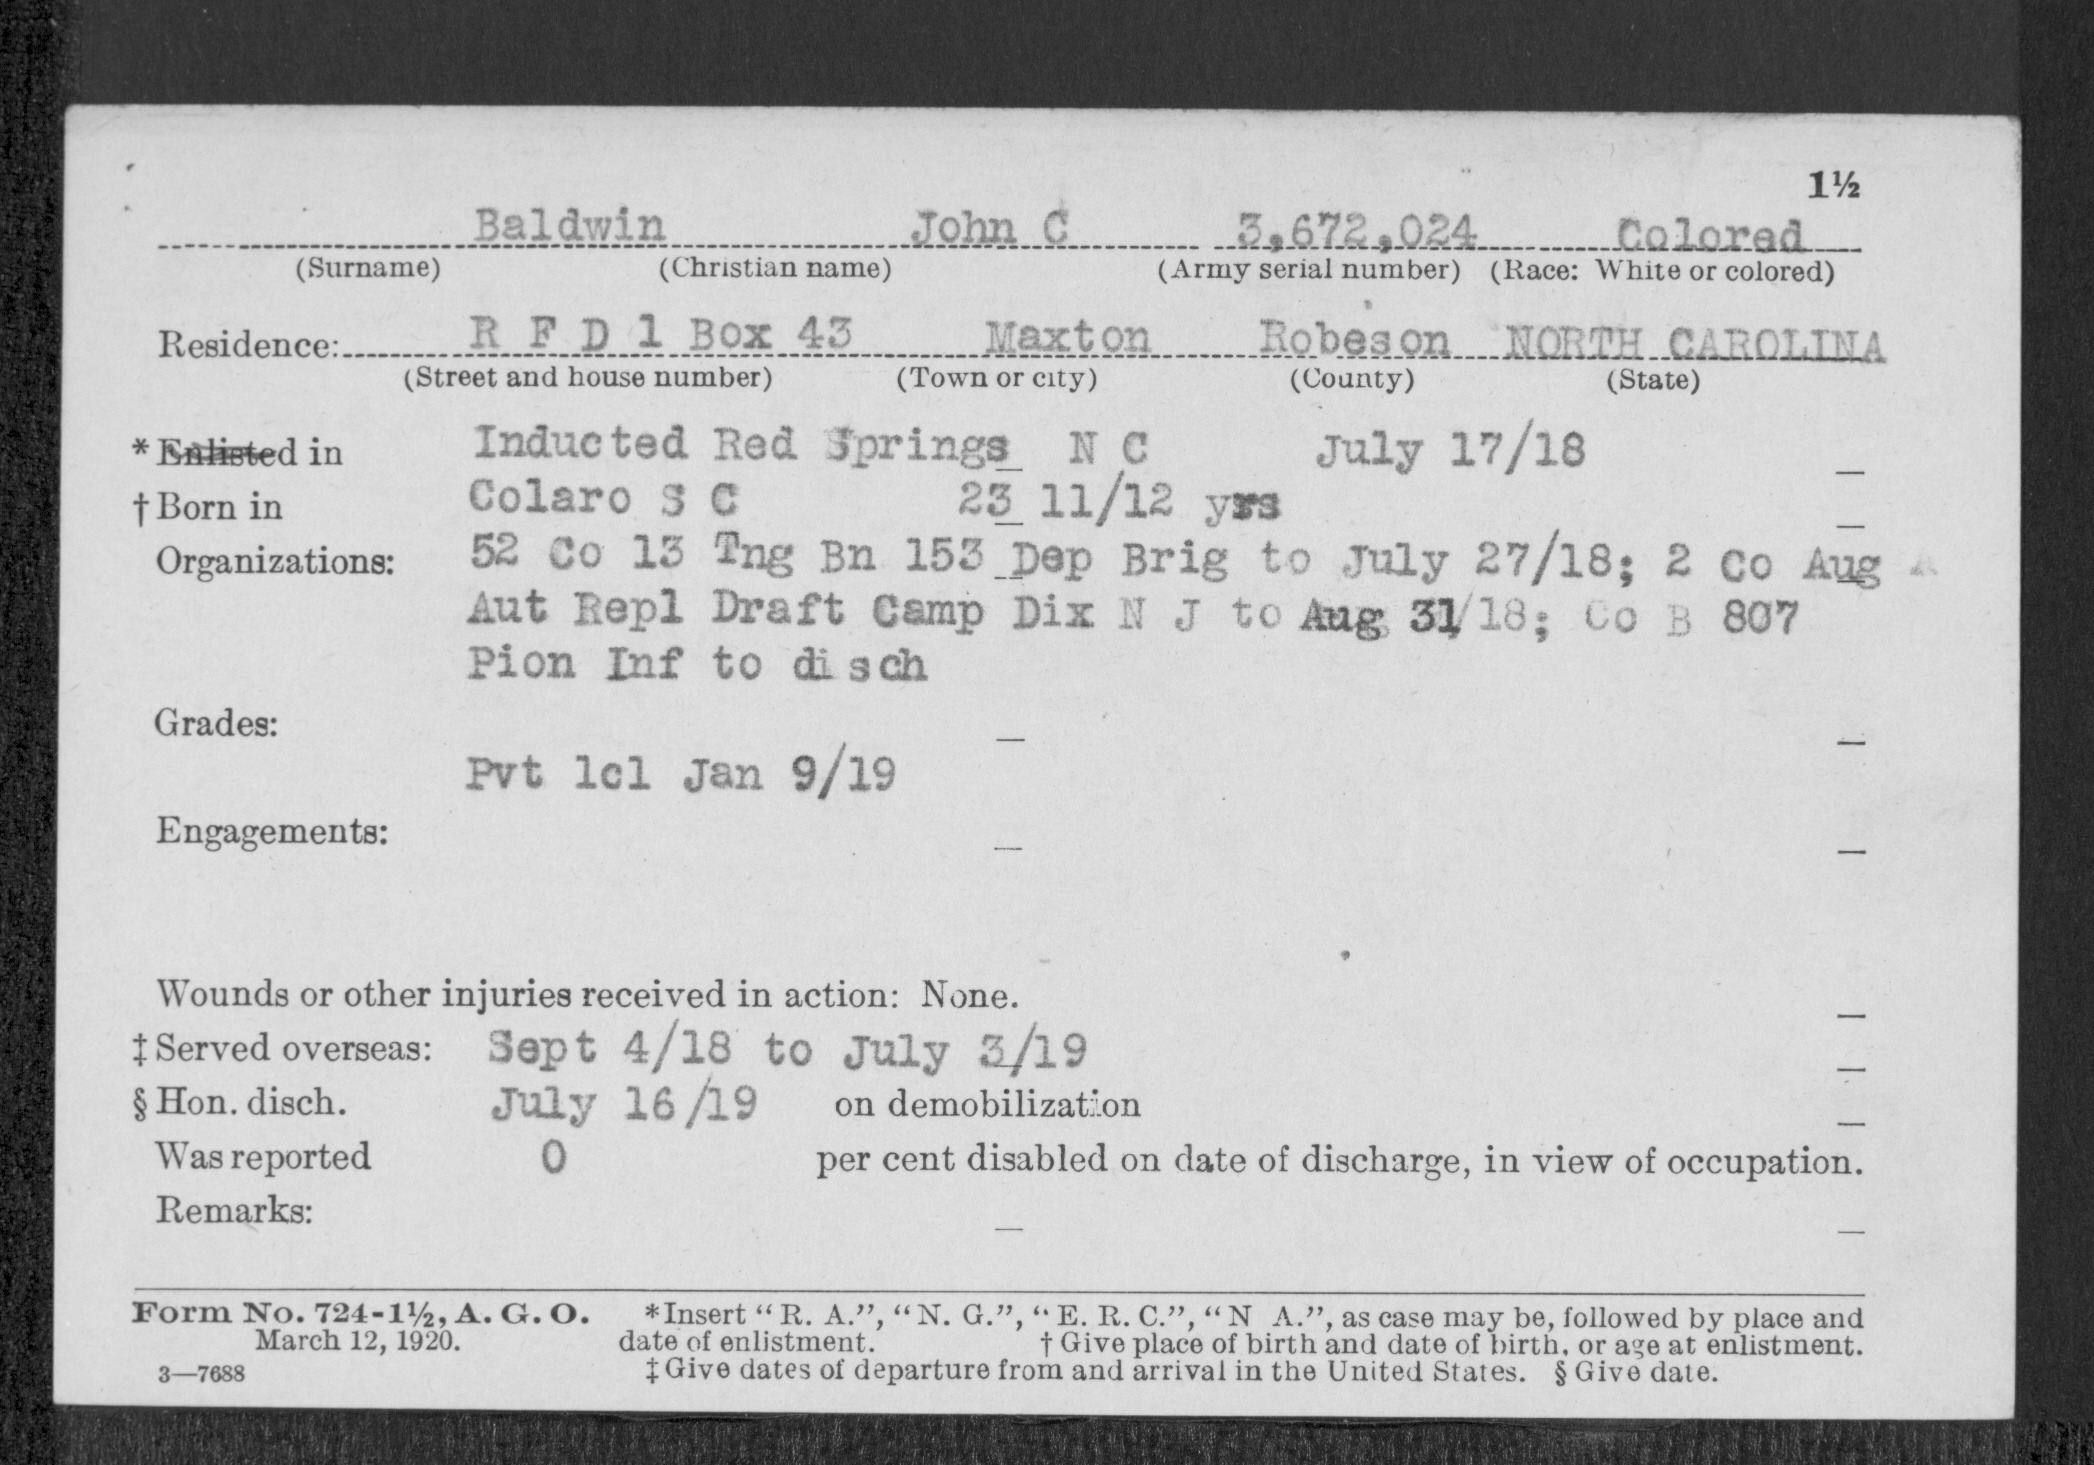 1½
Baldwin John C 3,672,024 Colored
(Surname) (Christian name) (Army serial number) (Race: White or colored)
Residence: R F D 1 Box 43 Maxton Robeson NORTH CAROLINA
(Street and house number) (Town or city) (County) (State)
* Enlisted in Inducted Red Springs N C July 17/18
† Born in Colaro S C 23 11/12 yrs
Organizations: 52 Co 13 Tng Bn 153 Dep Brig to July 27/18; 2 Co Aug
Aut Repl Draft Camp Dix N J to Aug 31/18; Co B 807
Pion Inf to disch
Grades:
Pvt 1cl Jan 9/19
Engagements:
Wounds or other injuries received in action: None.
‡ Served overseas: Sept 4/18 to July 3/19
§ Hon. disch. July 16/19 on demobilization
Was reported 0 per cent disabled on date of discharge, in view of occupation.
Remarks:
Form No. 724-1½, A. G. O. *Insert “R. A.”, “N. G.”, “E. R. C.”, “N A.”, as case may be, followed by place and
March 12, 1920. date of enlistment. † Give place of birth and date of birth, or age at enlistment.
3—7688 ‡ Give dates of departure from and arrival in the United States. § Give date.